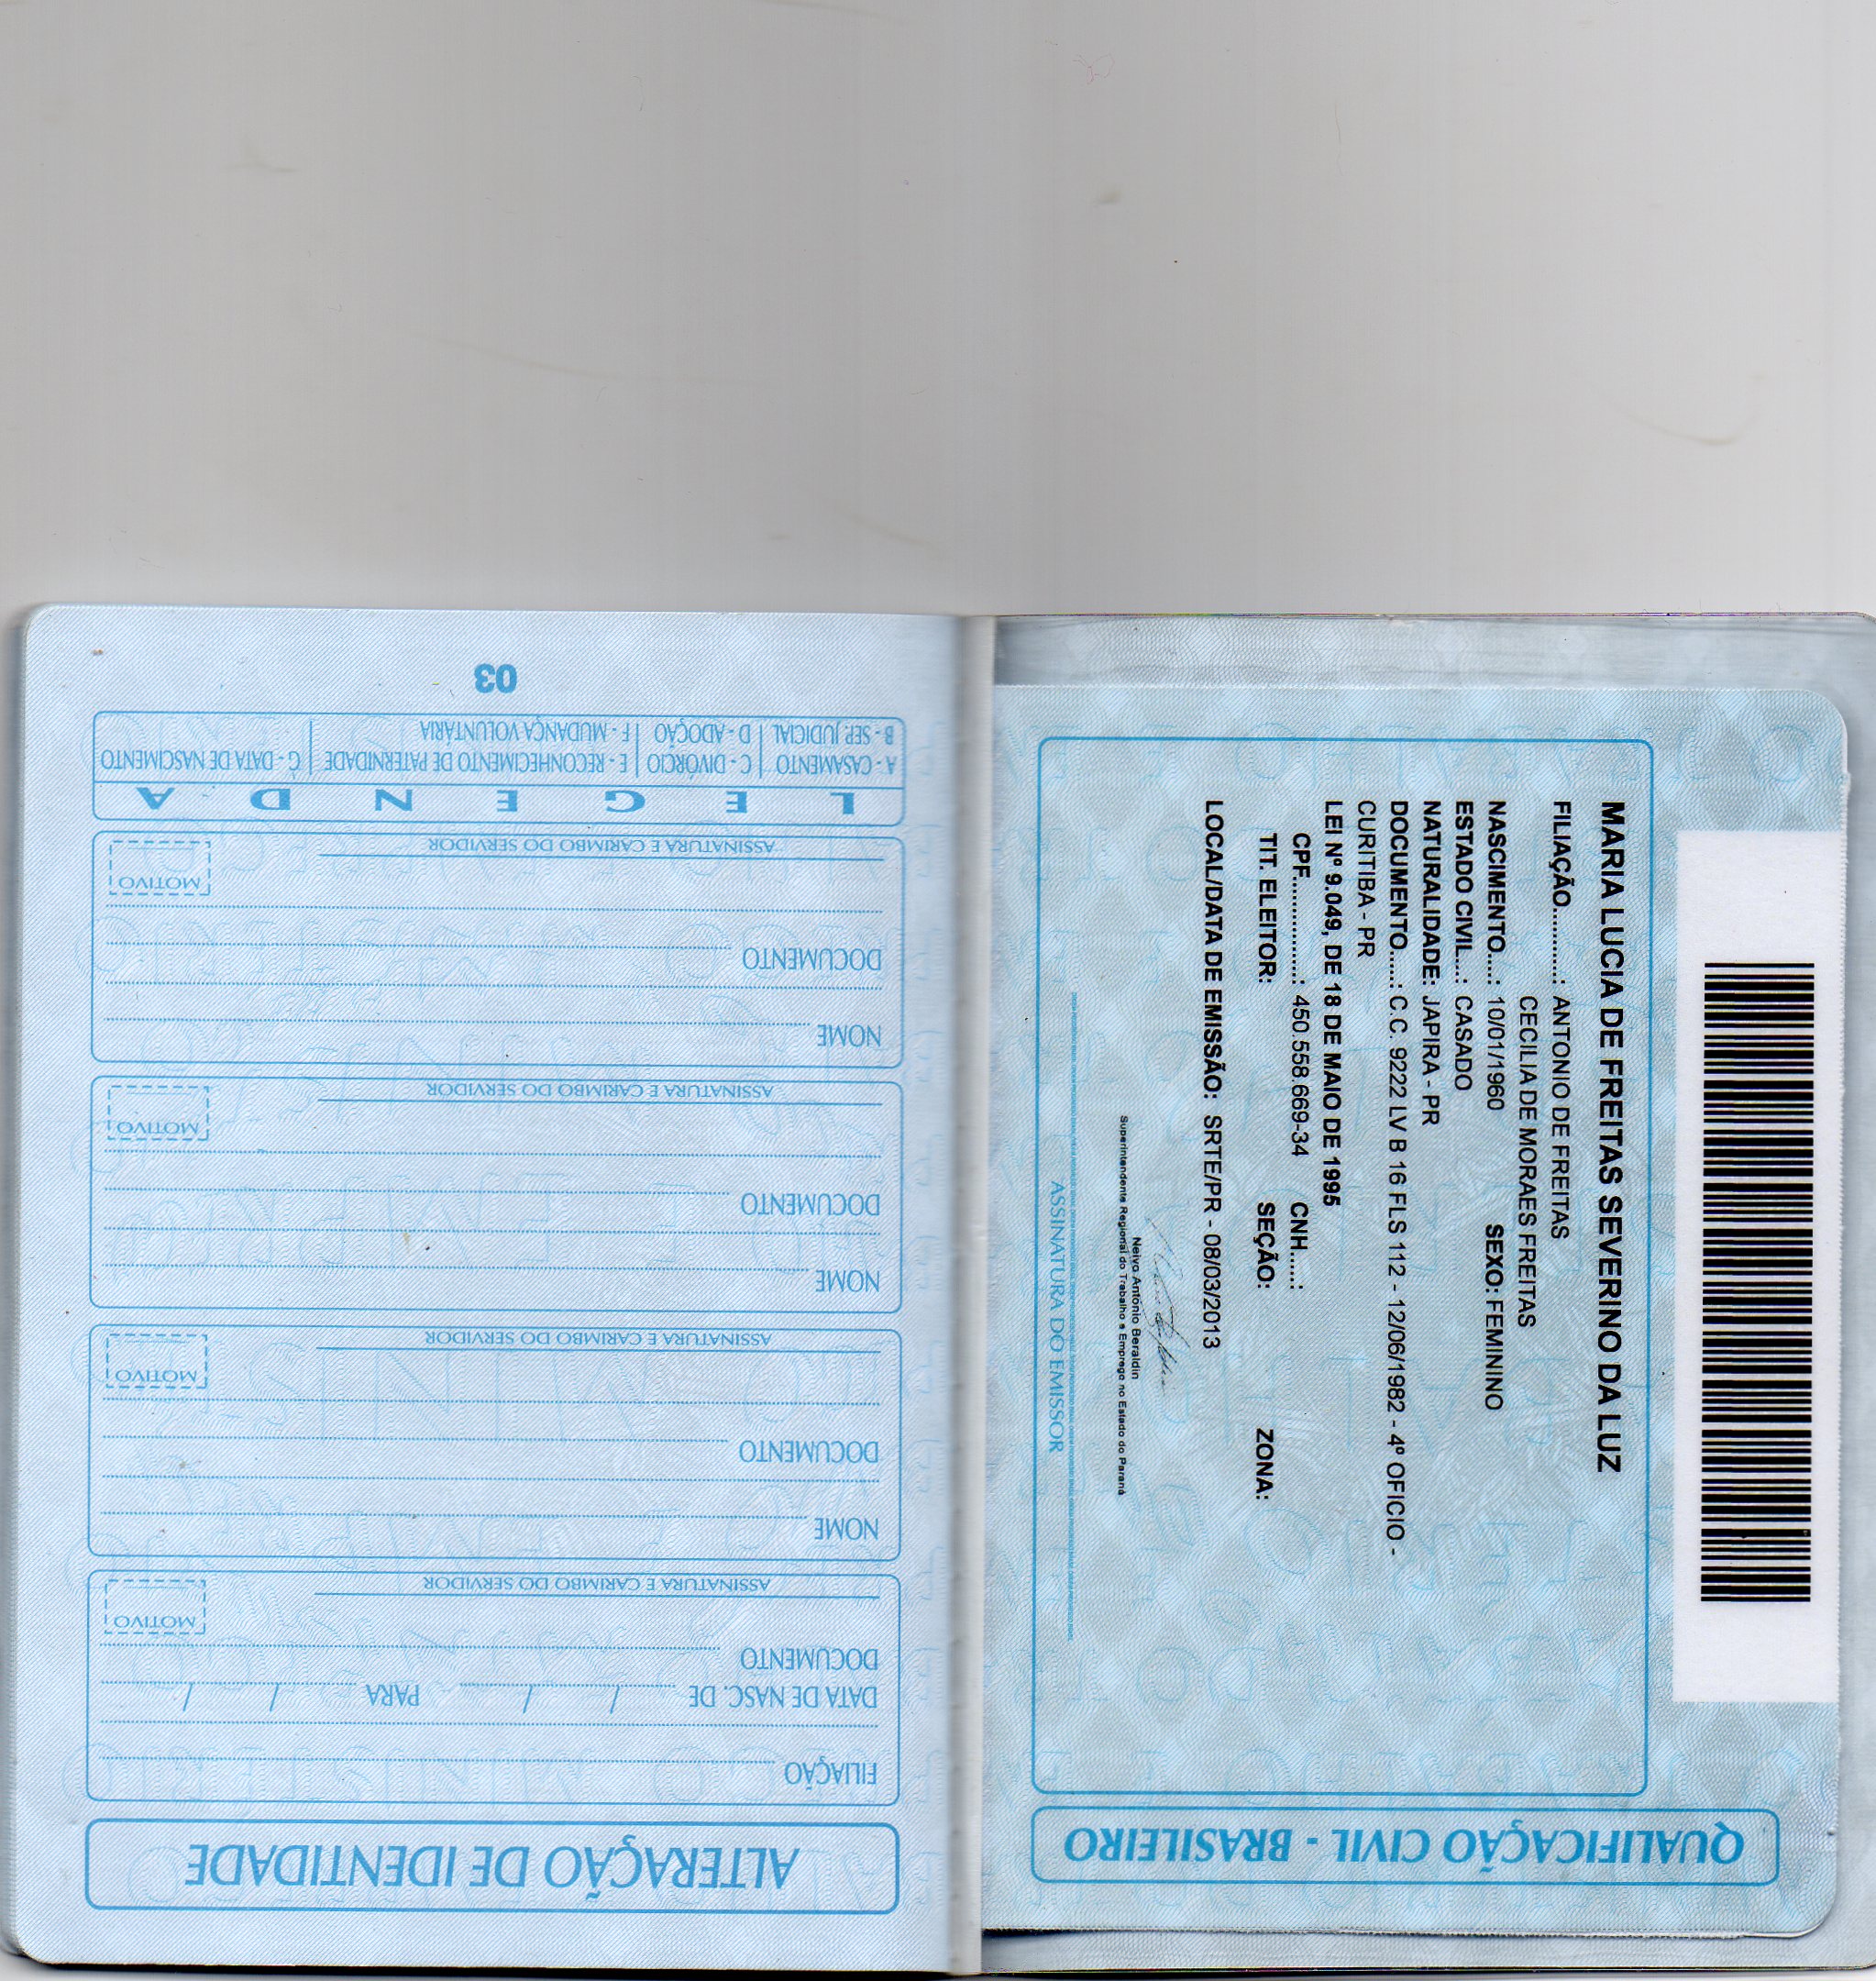 QUALIFICAÇÃO CIVIL - BRASILEIRO
MARIA LUCIA DE FREITAS SEVERINO DA LUZ
FILIAÇÃO............: ANTONIO DE FREITAS
CECILIA DE MORAES FREITAS
NASCIMENTO.....: 10/01/1960 SEXO: FEMININO
ESTADO CIVIL....: CASADO
NATURALIDADE: JAPIRA - PR
DOCUMENTO.....: C.C. 9222 LV B 16 FLS 112 - 12/06/1982 - 4º OFICIO -
CURITIBA - PR
LEI Nº 9.049, DE 18 DE MAIO DE 1995
CPF..............: 450.558.669-34 CNH.....:
TIT. ELEITOR: SEÇÃO: ZONA:
LOCAL/DATA DE EMISSÃO: SRTE/PR - 08/03/2013
Neivo Antônio Beraldin
Superintendente Regional do Trabalho e Emprego no Estado do Paraná
ASSINATURA DO EMISSOR
ALTERAÇÃO DE IDENTIDADE
FILIAÇÃO
DATA DE NASC. DE / / PARA / /
DOCUMENTO
MOTIVO
ASSINATURA E CARIMBO DO SERVIDOR
NOME
DOCUMENTO
MOTIVO
ASSINATURA E CARIMBO DO SERVIDOR
NOME
DOCUMENTO
MOTIVO
ASSINATURA E CARIMBO DO SERVIDOR
NOME
DOCUMENTO
MOTIVO
ASSINATURA E CARIMBO DO SERVIDOR
LEGENDA
A - CASAMENTO C - DIVÓRCIO E - RECONHECIMENTO DE PATERNIDADE G - DATA DE NASCIMENTO
B - SEP. JUDICIAL D - ADOÇÃO F - MUDANÇA VOLUNTÁRIA
03